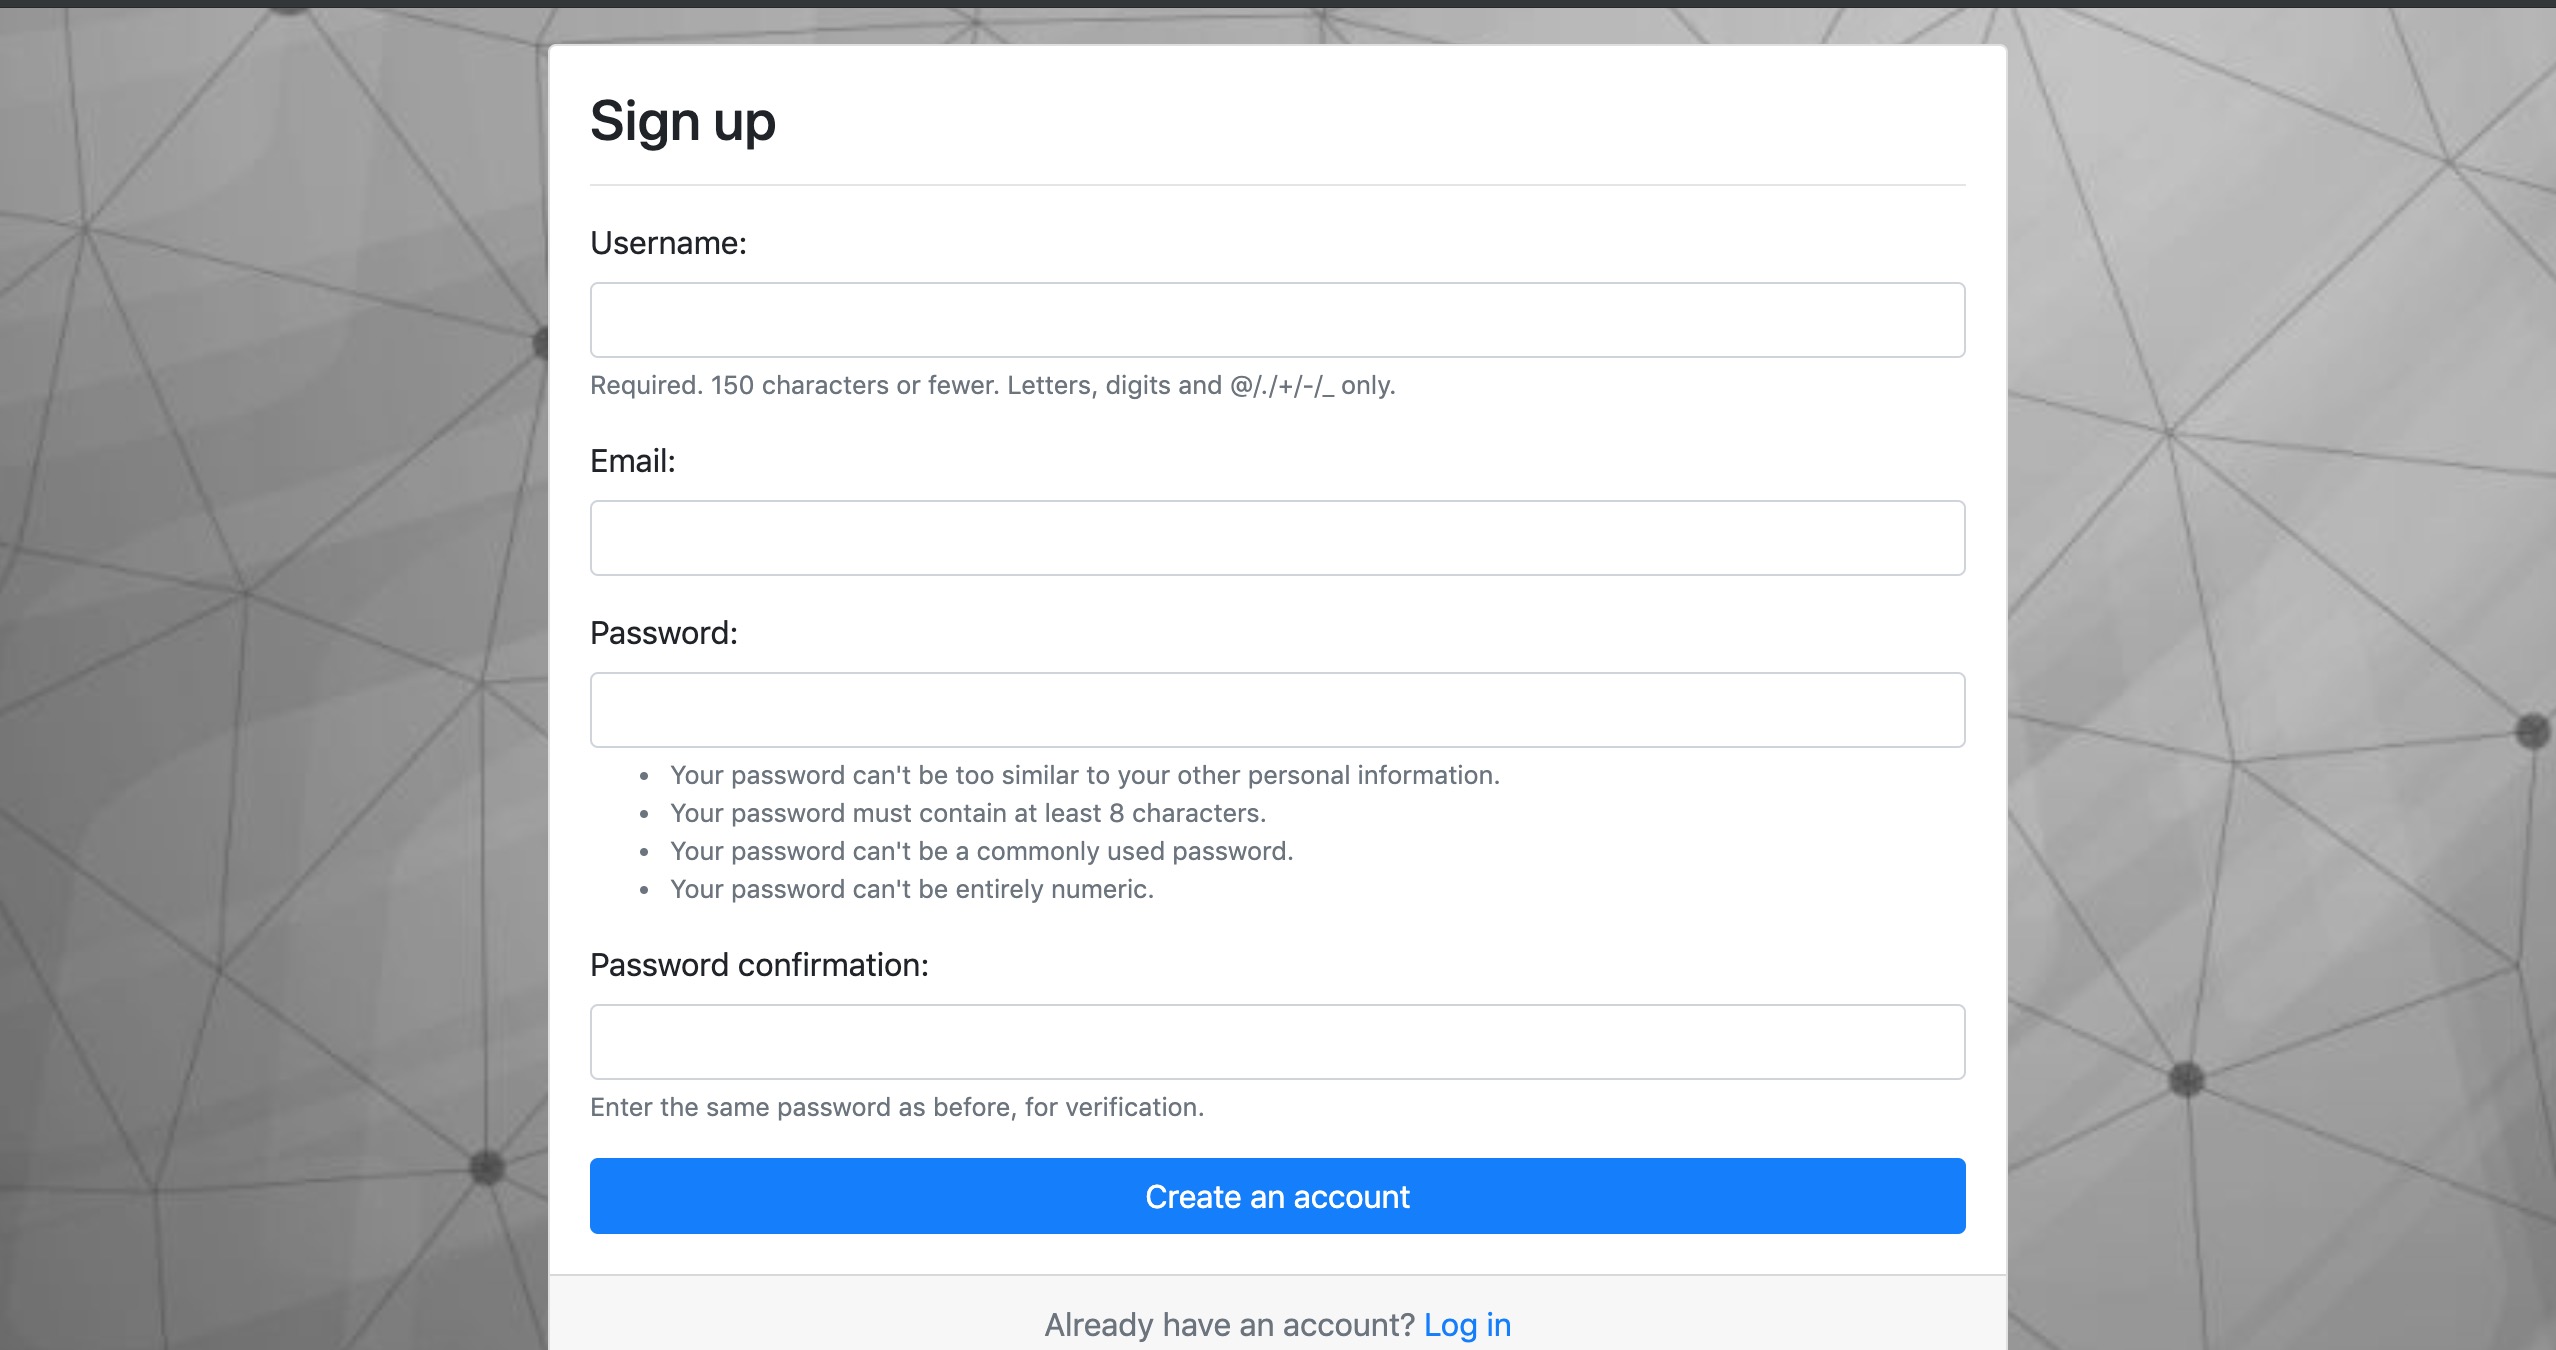 Sign up
Username:
Required. 150 characters or fewer. Letters, digits and @/./+/-/_ only.
Email:
Password:
Your password can't be too similar to your other personal information.
Your password must contain at least 8 characters.
Your password can't be a commonly used password.
Your password can't be entirely numeric.
Password confirmation:
Enter the same password as before, for verification.
Create an account
Already have an account? Log in